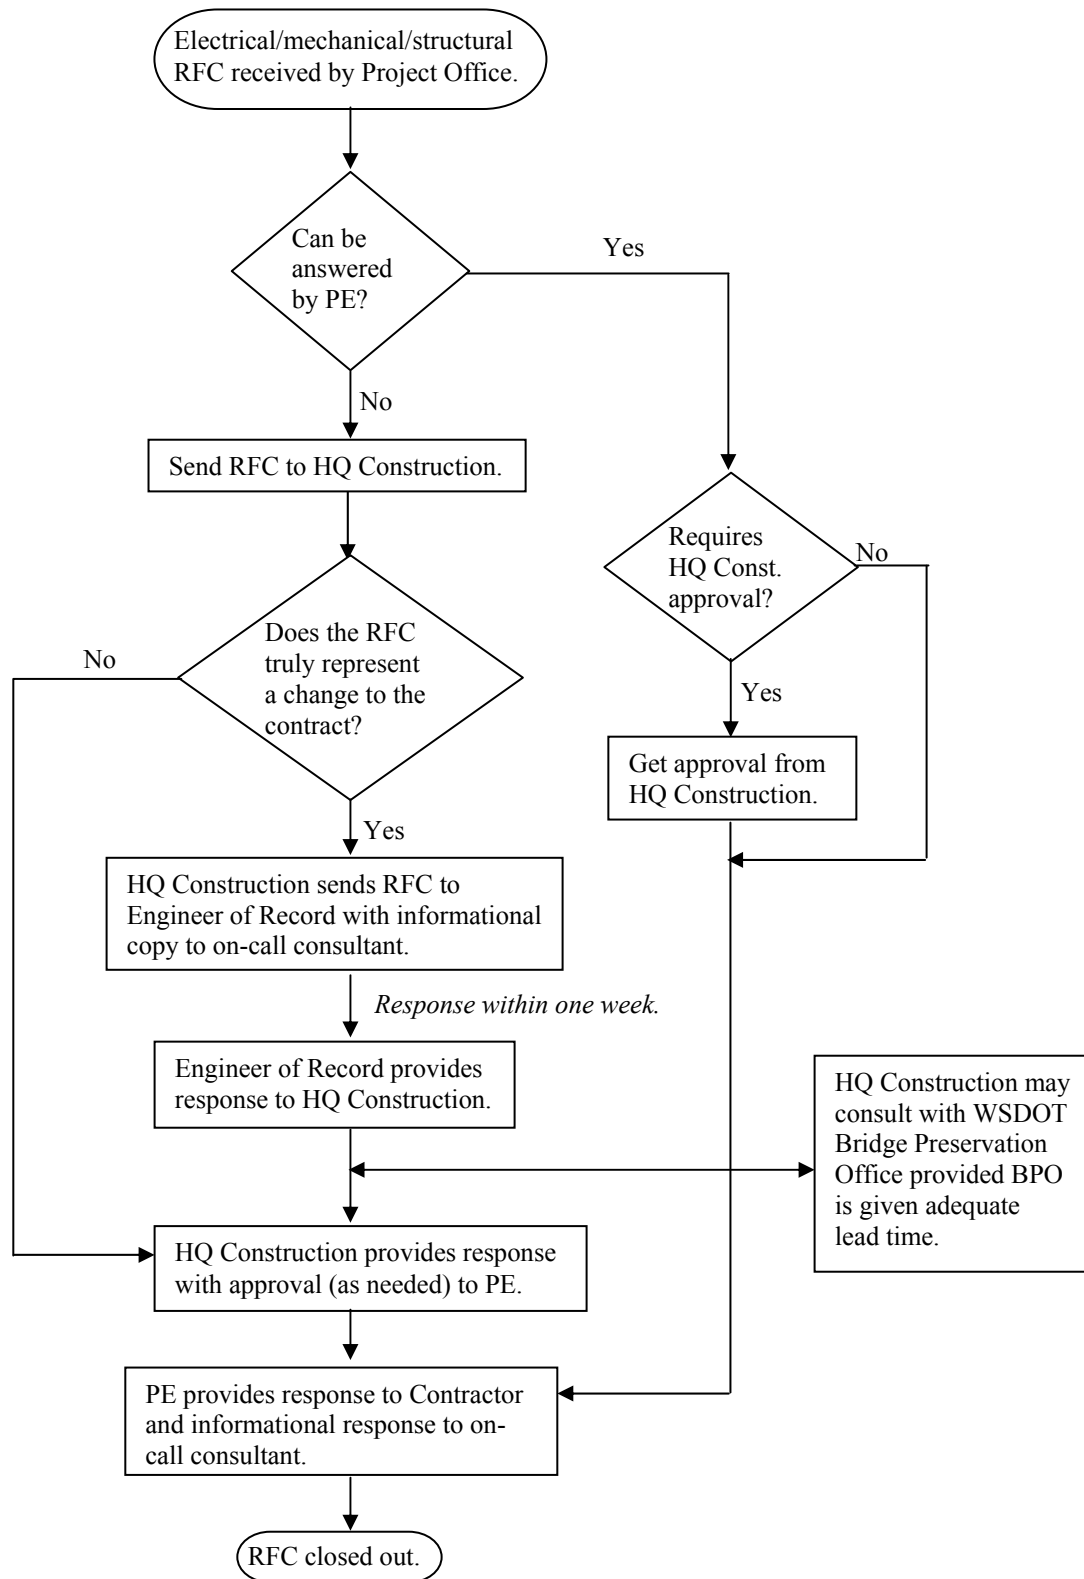 Electrical/mechanical/structural
RFC received by Project Office.
Can be
answered
by PE?
Yes
No
Send RFC to HQ Construction.
Requires
HQ Const.
approval?
No
Does the RFC
truly represent
a change to the
contract?
No
Yes
Get approval from
HQ Construction.
Yes
HQ Construction sends RFC to
Engineer of Record with informational
copy to on-call consultant.
Response within one week.
Engineer of Record provides
response to HQ Construction.
HQ Construction may
consult with WSDOT
Bridge Preservation
Office provided BPO
is given adequate
lead time.
HQ Construction provides response
with approval (as needed) to PE.
PE provides response to Contractor
and informational response to on-
call consultant.
RFC closed out.